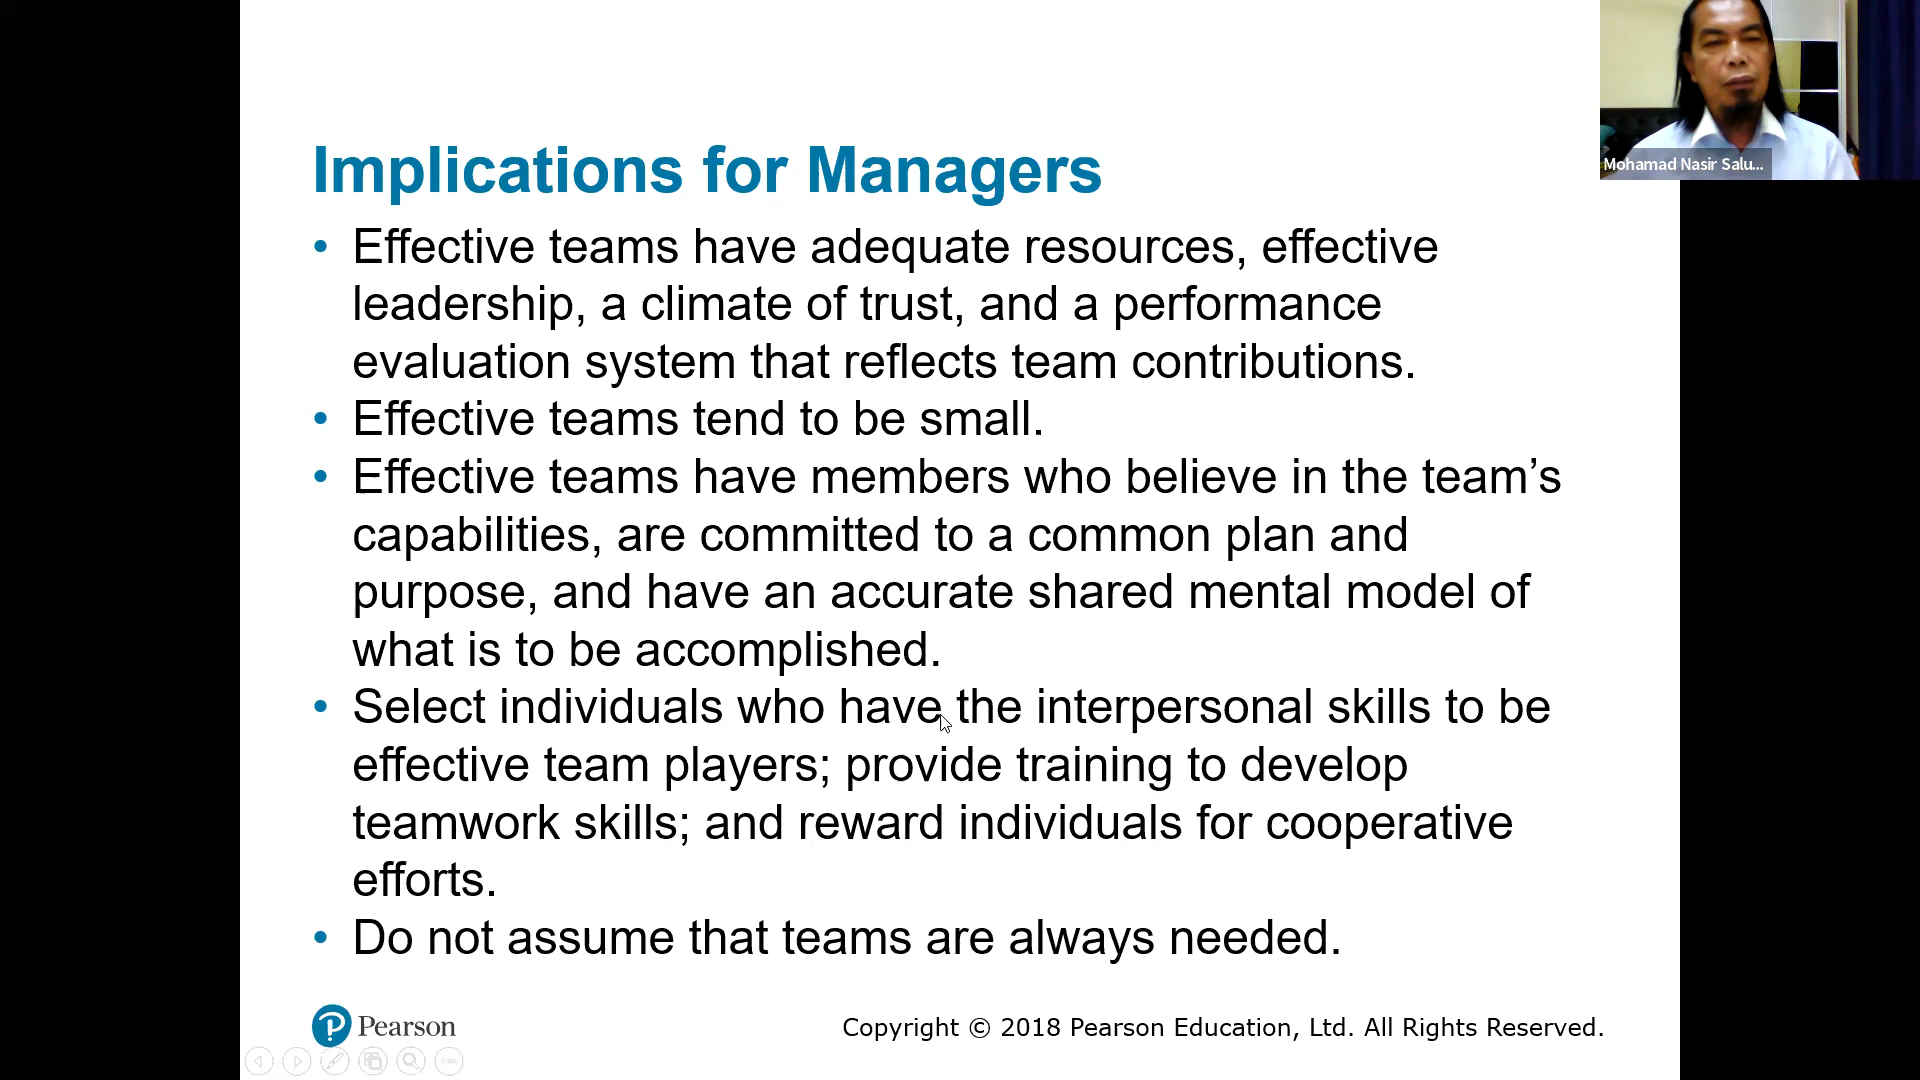 Mohamad Nasir Salu...
Implications for Managers
• Effective teams have adequate resources, effective
leadership, a climate of trust, and a performance
evaluation system that reflects team contributions.
• Effective teams tend to be small.
• Effective teams have members who believe in the team’s
capabilities, are committed to a common plan and
purpose, and have an accurate shared mental model of
what is to be accomplished.
• Select individuals who have the interpersonal skills to be
effective team players; provide training to develop
teamwork skills; and reward individuals for cooperative
efforts.
• Do not assume that teams are always needed.
Pearson
Copyright © 2018 Pearson Education, Ltd. All Rights Reserved.